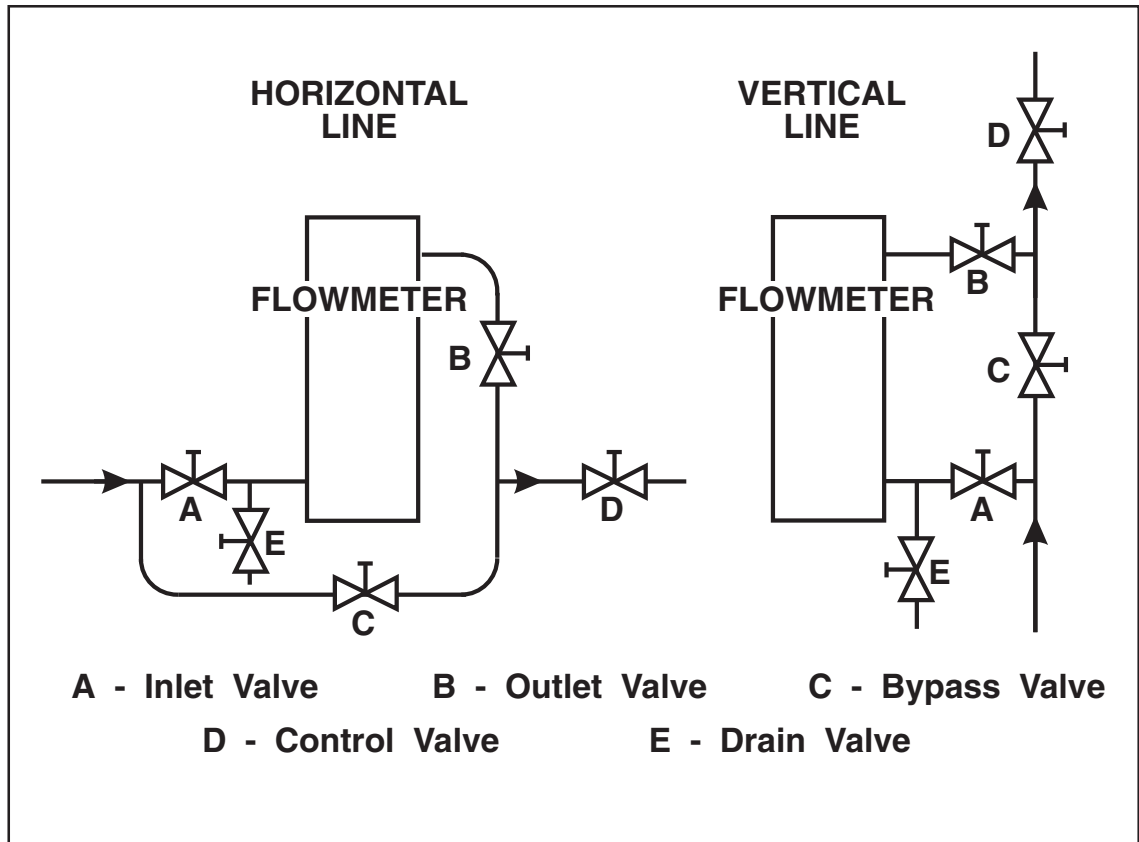 HORIZONTAL
LINE
FLOWMETER
B
A
E
C
D
VERTICAL
LINE
D
B
FLOWMETER
C
A
E
A - Inlet Valve B - Outlet Valve C - Bypass Valve
D - Control Valve E - Drain Valve